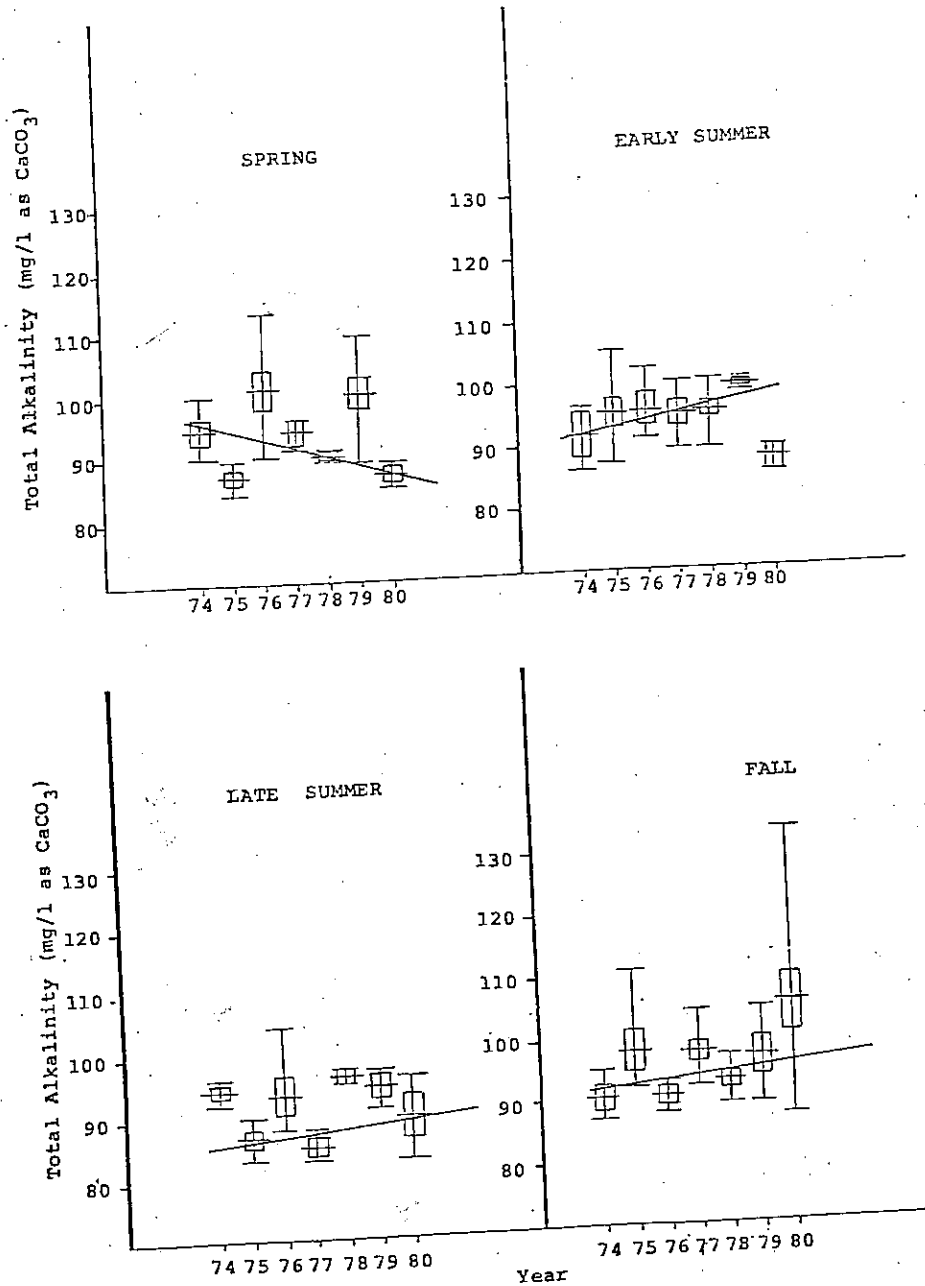 SPRING
EARLY SUMMER
Total Alkalinity (mg/l as CaCO₃)
130
120
110
100
90
80
74 75 76 77 78 79 80
130
120
110
100
90
80
74 75 76 77 78 79 80
LATE SUMMER
FALL
Total Alkalinity (mg/l as CaCO₃)
130
120
110
100
90
80
74 75 76 77 78 79 80
130
120
110
100
90
80
74 75 76 77 78 79 80
Year